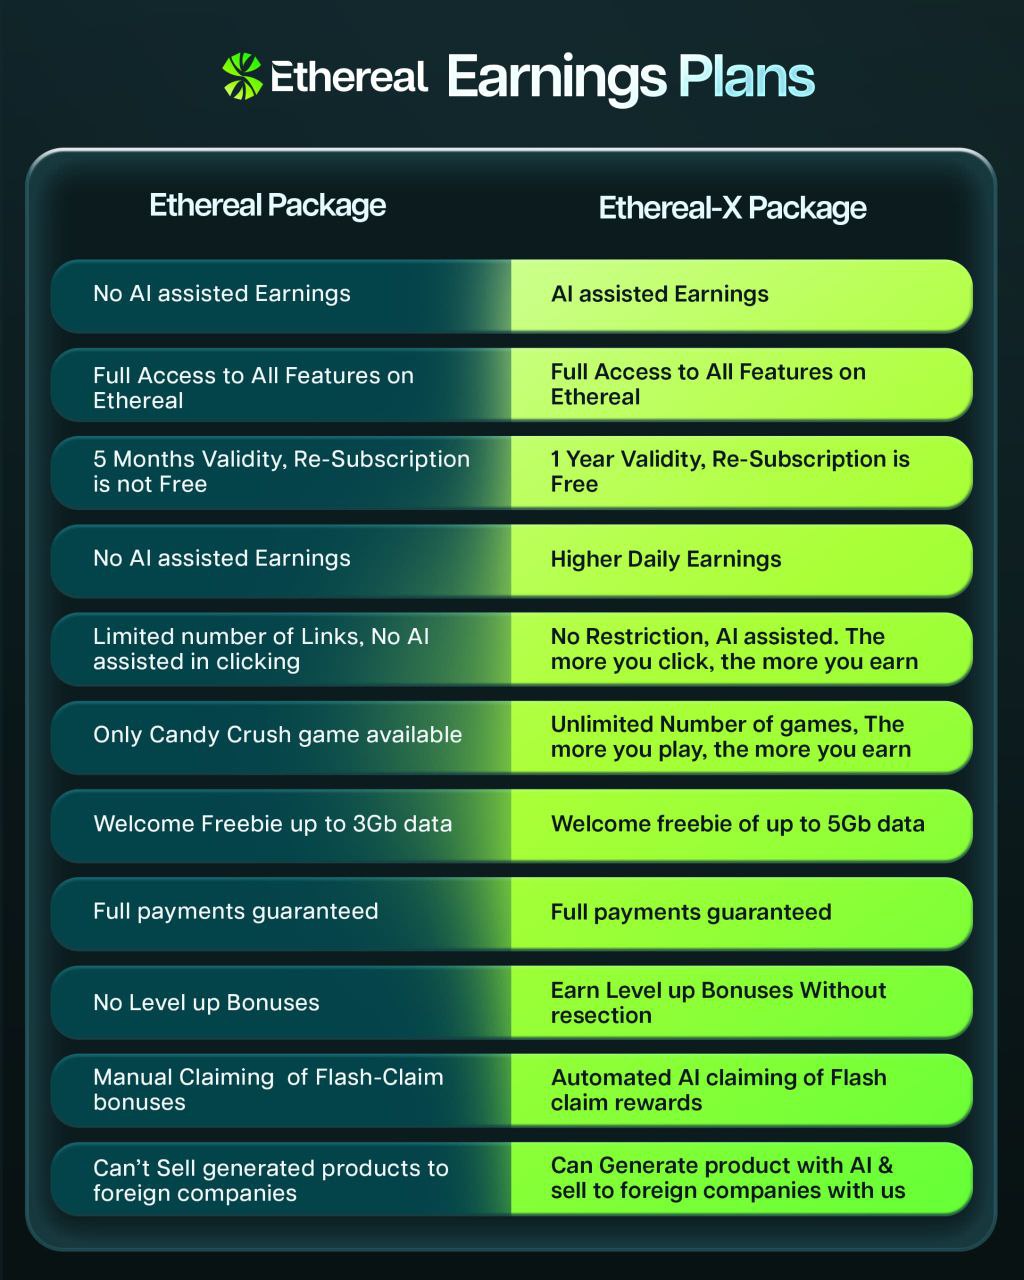 Ethereal Earnings Plans
Ethereal Package
Ethereal-X Package
No AI assisted Earnings
AI assisted Earnings
Full Access to All Features on
Ethereal
Full Access to All Features on
Ethereal
5 Months Validity, Re-Subscription
is not Free
1 Year Validity, Re-Subscription is
Free
No AI assisted Earnings
Higher Daily Earnings
Limited number of Links, No AI
assisted in clicking
No Restriction, AI assisted. The
more you click, the more you earn
Only Candy Crush game available
Unlimited Number of games, The
more you play, the more you earn
Welcome Freebie up to 3Gb data
Welcome freebie of up to 5Gb data
Full payments guaranteed
Full payments guaranteed
No Level up Bonuses
Earn Level up Bonuses Without
resection
Manual Claiming  of Flash-Claim
bonuses
Automated AI claiming of Flash
claim rewards
Can't Sell generated products to
foreign companies
Can Generate product with AI &
sell to foreign companies with us